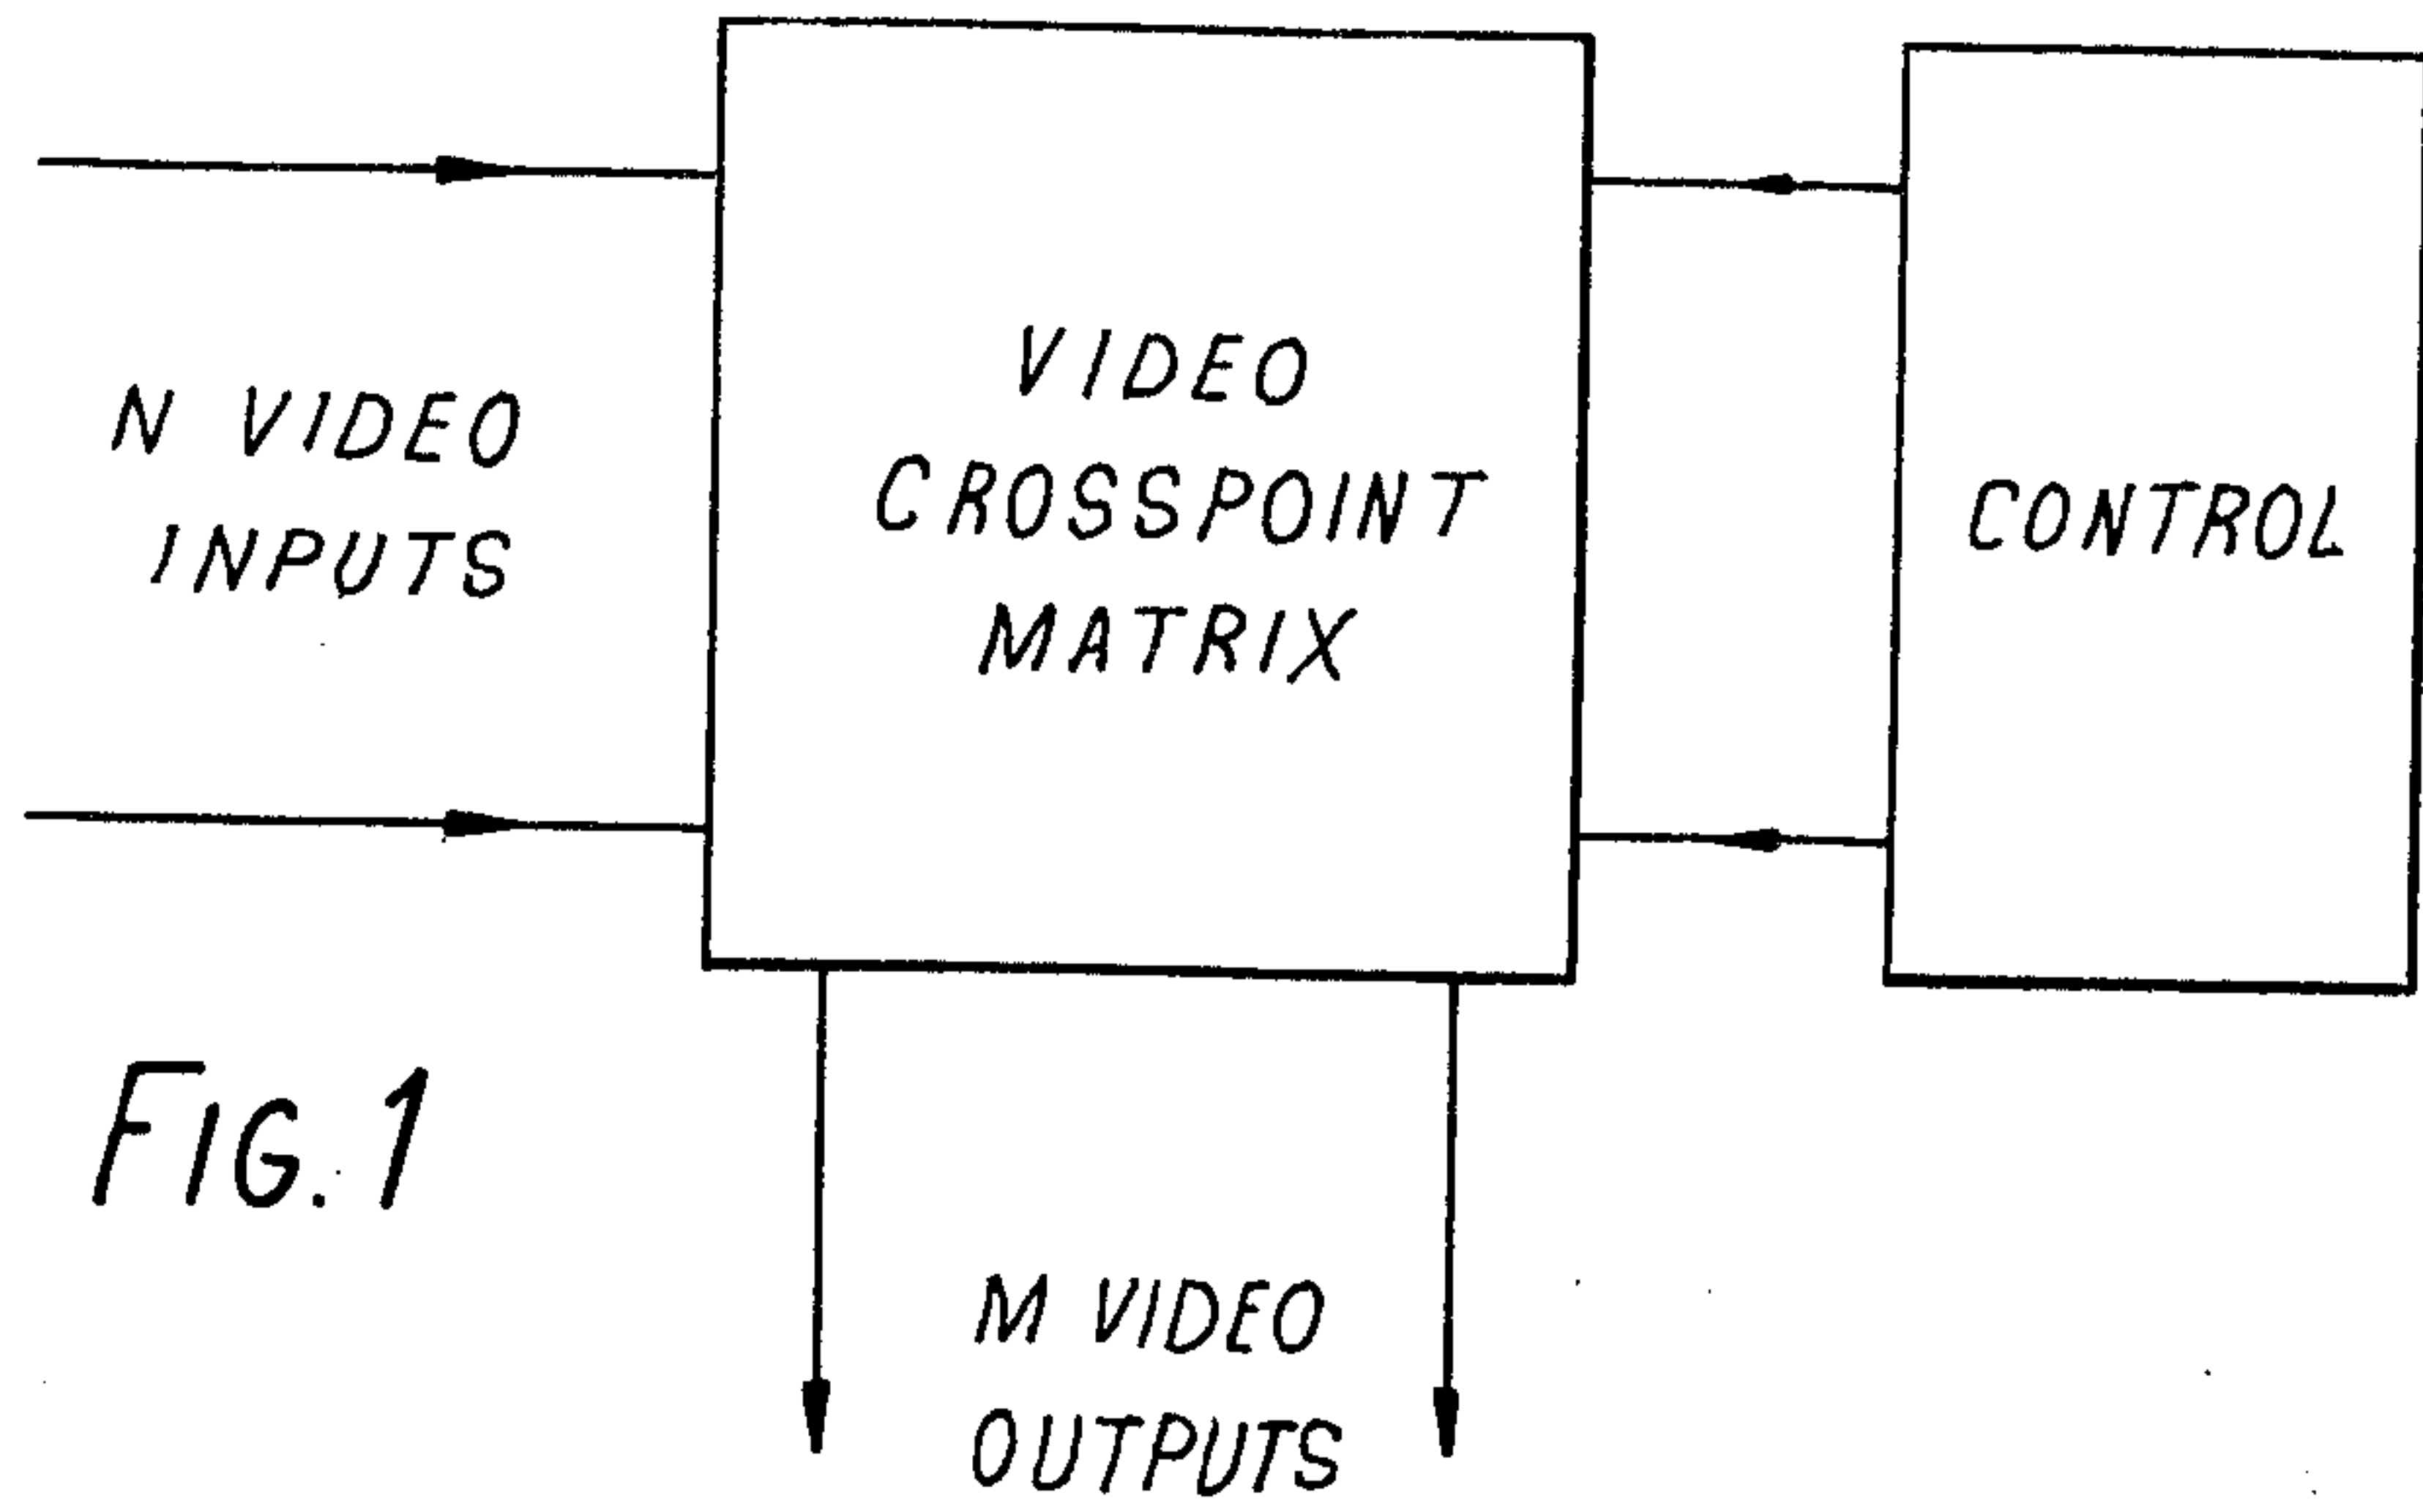 N VIDEO
INPUTS
VIDEO
CROSSPOINT
MATRIX
CONTROL
FIG. 1
M VIDEO
OUTPUTS